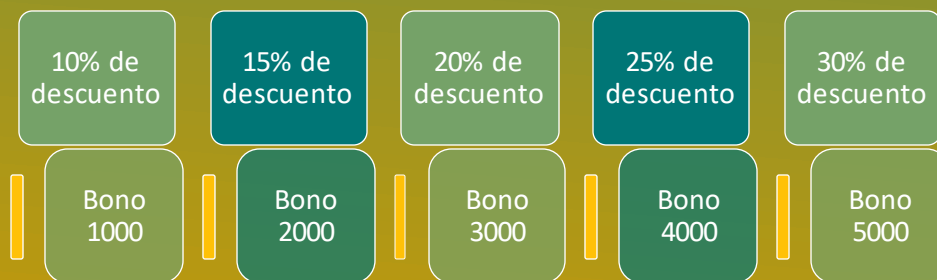 10% de
descuento
15% de
descuento
20% de
descuento
25% de
descuento
30% de
descuento
Bono
1000
Bono
2000
Bono
3000
Bono
4000
Bono
5000